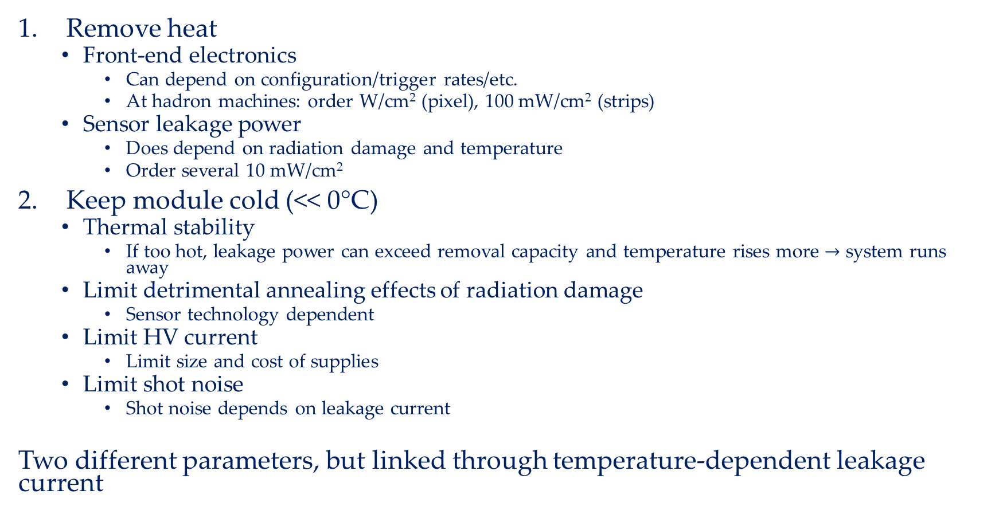 1. Remove heat
• Front-end electronics
• Can depend on configuration/trigger rates/etc.
• At hadron machines: order W/cm² (pixel), 100 mW/cm² (strips)
• Sensor leakage power
• Does depend on radiation damage and temperature
• Order several 10 mW/cm²
2. Keep module cold (<< 0°C)
• Thermal stability
• If too hot, leakage power can exceed removal capacity and temperature rises more → system runs
away
• Limit detrimental annealing effects of radiation damage
• Sensor technology dependent
• Limit HV current
• Limit size and cost of supplies
• Limit shot noise
• Shot noise depends on leakage current
Two different parameters, but linked through temperature-dependent leakage
current